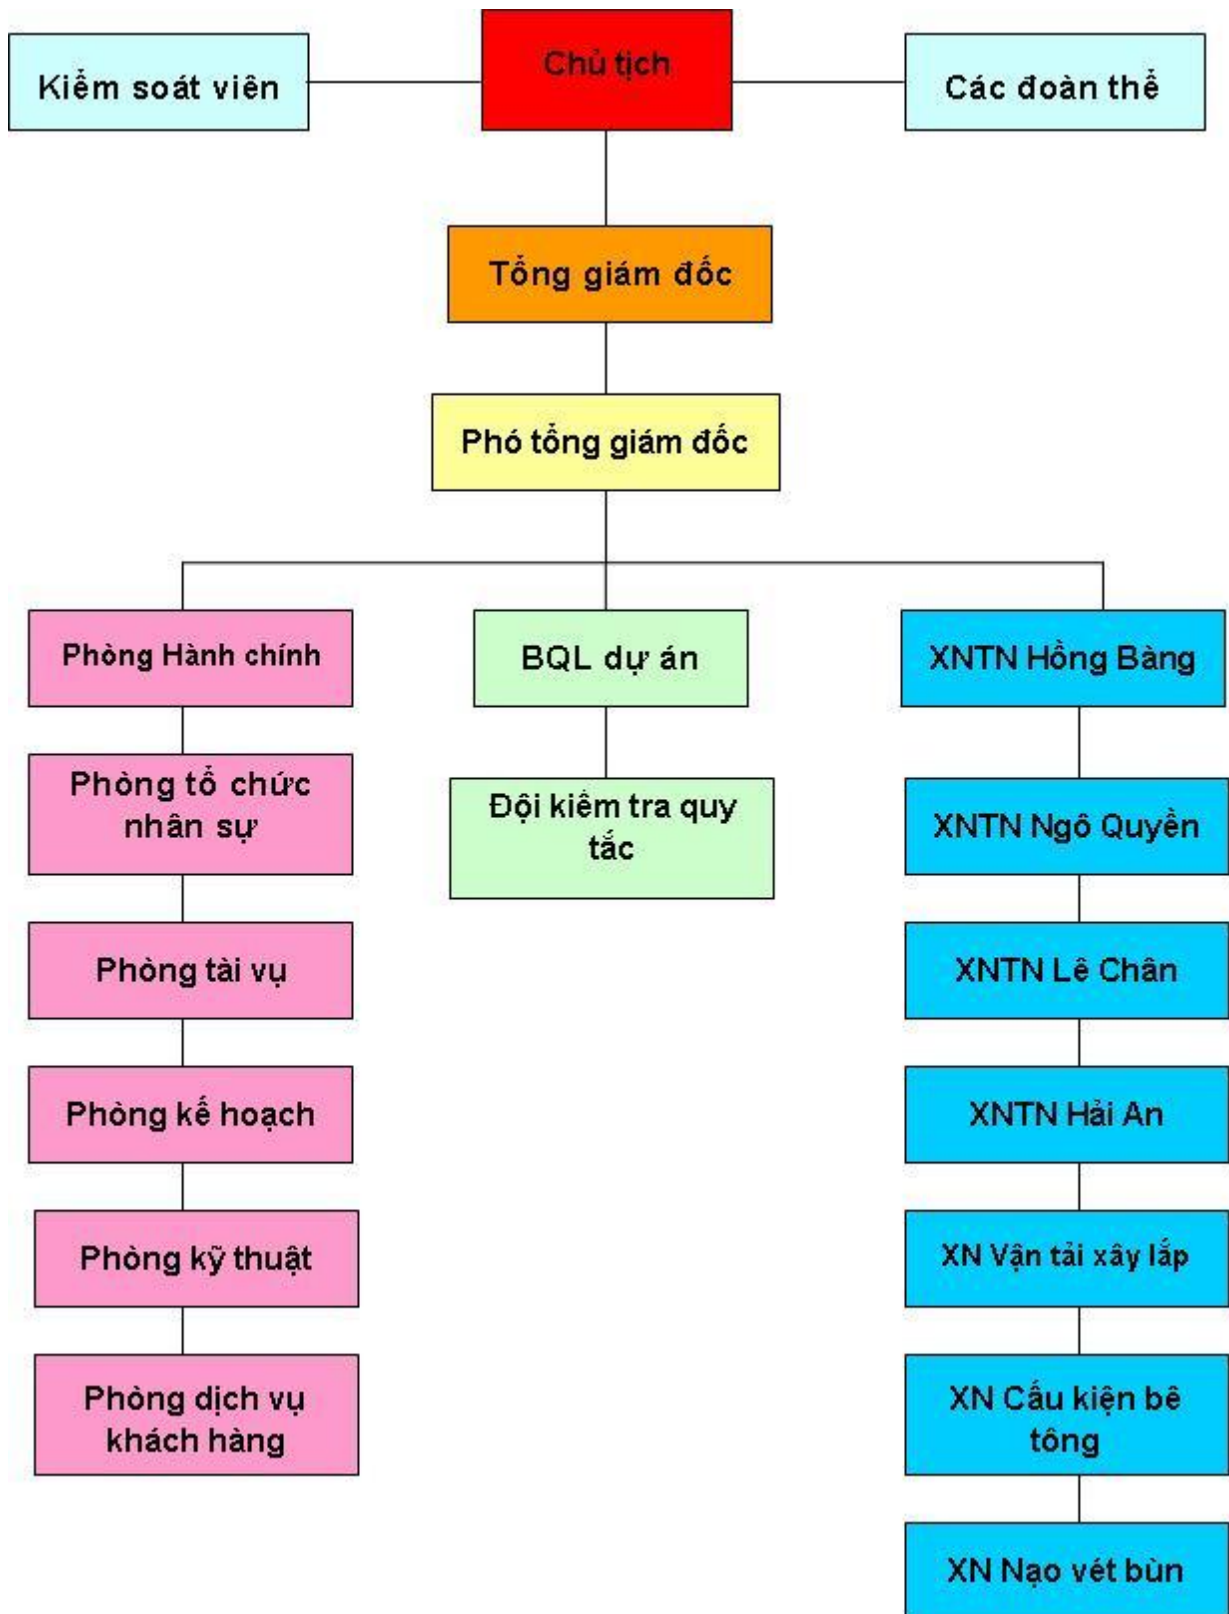 Kiểm soát viên
Chủ tịch
Các đoàn thể
Tổng giám đốc
Phó tổng giám đốc
Phòng Hành chính
BQL dự án
XNTN Hồng Bàng
Phòng tổ chức
nhân sự
Đội kiểm tra quy
tắc
XNTN Ngô Quyền
Phòng tài vụ
XNTN Lê Chân
Phòng kế hoạch
XNTN Hải An
Phòng kỹ thuật
XN Vận tải xây lắp
Phòng dịch vụ
khách hàng
XN Cấu kiện bê
tông
XN Nạo vét bùn